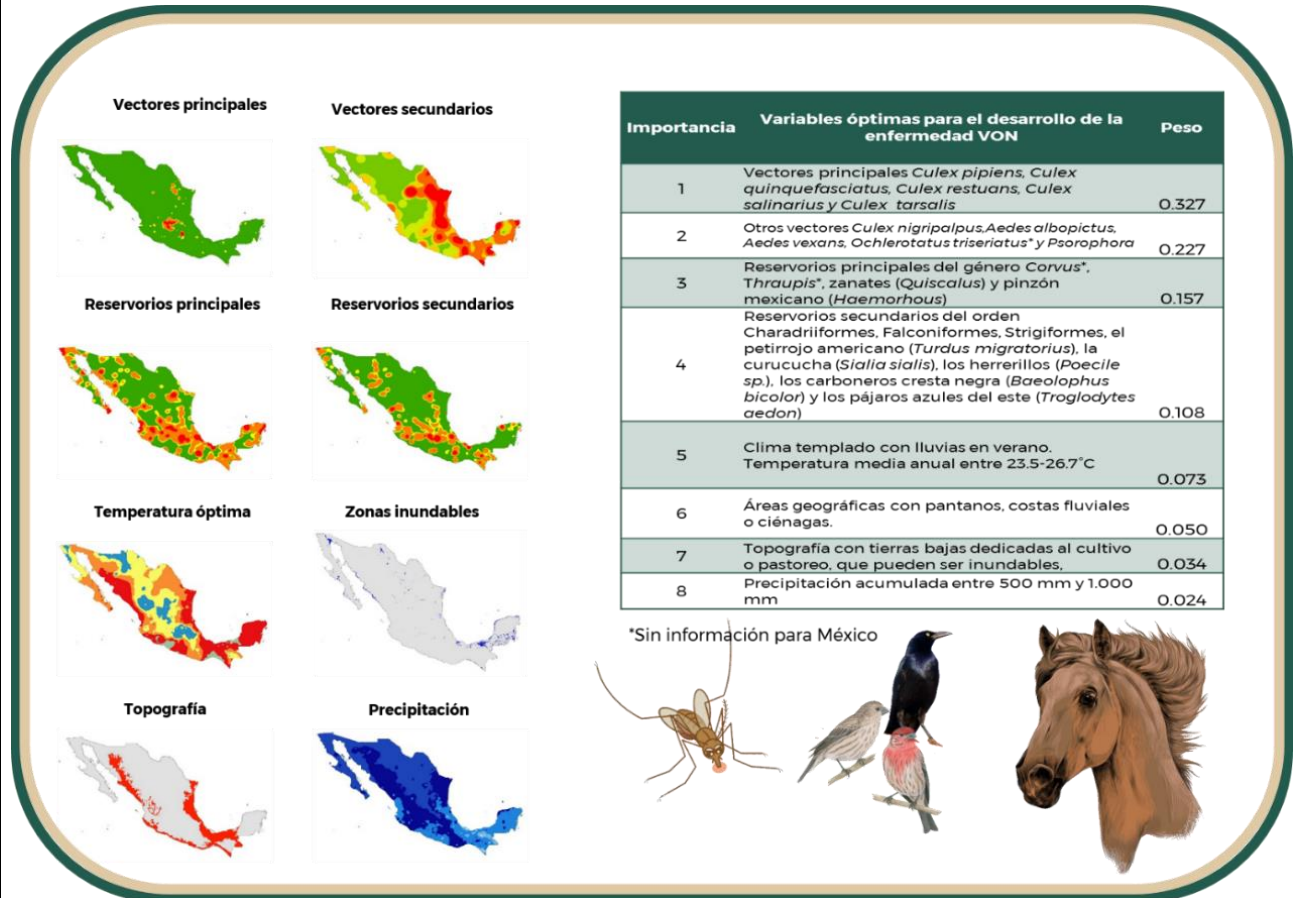 Vectores principales
Vectores secundarios
Reservorios principales
Reservorios secundarios
Temperatura óptima
Zonas inundables
Topografía
Precipitación
Importancia
Variables óptimas para el desarrollo de la
enfermedad VON
Peso
1
Vectores principales Culex pipiens, Culex
quinquefasciatus, Culex restuans, Culex
salinarius y Culex tarsalis
0.327
2
Otros vectores Culex nigripalpus,Aedes albopictus,
Aedes vexans, Ochlerotatus triseriatus* y Psorophora
0.227
3
Reservorios principales del género Corvus*,
Thraupis*, zanates (Quiscalus) y pinzón
mexicano (Haemorhous)
0.157
4
Reservorios secundarios del orden
Charadriiformes, Falconiformes, Strigiformes, el
petirrojo americano (Turdus migratorius), la
curucucha (Sialia sialis), los herrerillos (Poecile
sp.), los carboneros cresta negra (Baeolophus
bicolor) y los pájaros azules del este (Troglodytes
aedon)
0.108
5
Clima templado con lluvias en verano.
Temperatura media anual entre 23.5-26.7°C
0.073
6
Áreas geográficas con pantanos, costas fluviales
o ciénagas.
0.050
7
Topografía con tierras bajas dedicadas al cultivo
o pastoreo, que pueden ser inundables,
0.034
8
Precipitación acumulada entre 500 mm y 1.000
mm
0.024
*Sin información para México